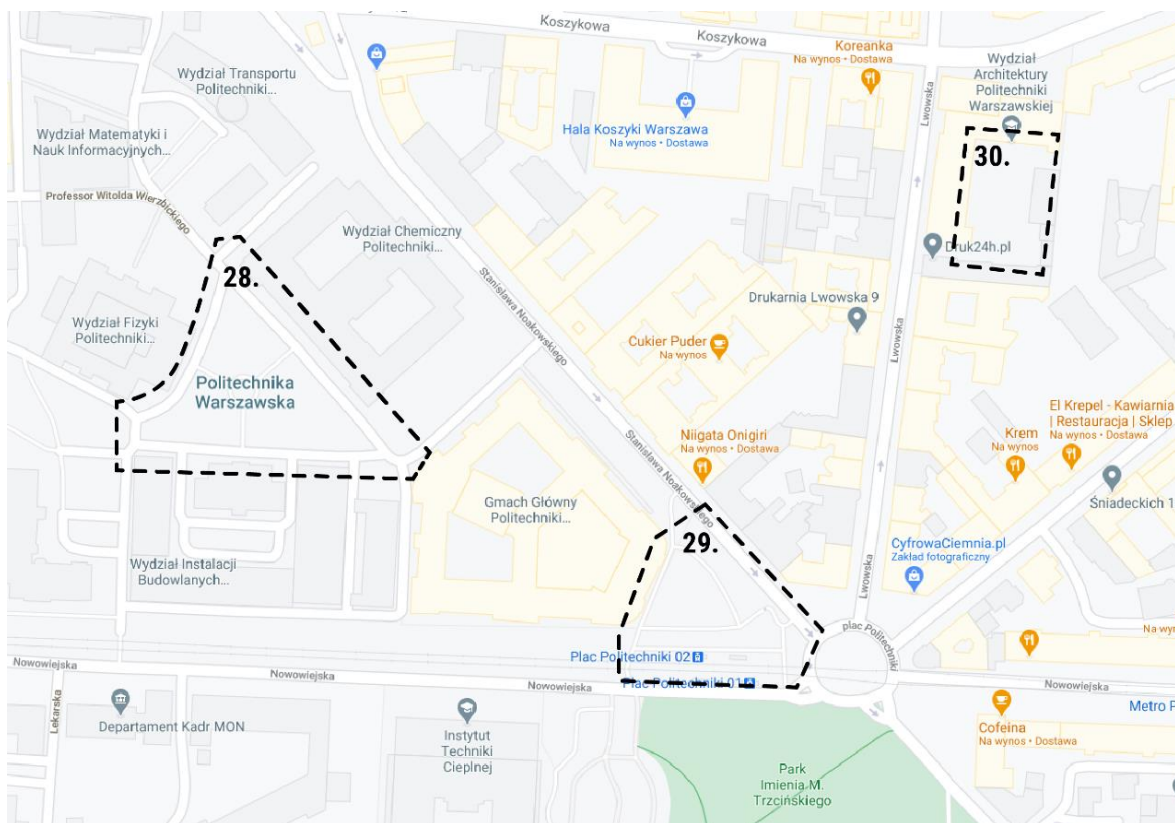 Koszykowa
Koszykowa
Koreanka
Na wynos • Dostawa
Wydział
Architektury
Politechniki
Warszawskiej
Wydział Transportu
Politechniki...
Hala Koszyki Warszawa
Na wynos • Dostawa
Lwowska
Wydział Matematyki i
Nauk Informacyjnych...
30.
Professor Witolda Wierzbickiego
Wydział Chemiczny
Politechniki...
Druk24h.pl
28.
Stanisława Noakowskiego
Drukarnia Lwowska 9
Wydział Fizyki
Politechniki...
Cukier Puder
Na wynos
Lwowska
Politechnika
Warszawska
El Krepel - Kawiarnia
| Restauracja | Sklep
Na wynos • Dostawa
Niigata Onigiri
Na wynos • Dostawa
Krem
Na wynos
Stanisława Noakowskiego
Gmach Główny
Politechniki...
Śniadeckich 1
29.
CyfrowaCiemnia.pl
Zakład fotograficzny
Wydział Instalacji
Budowlanych...
Lwowska
plac Politechniki
Na wyn
Plac Politechniki 02
Nowowiejska
Nowowiejska
Plac Politechniki 01
Nowowiejska
Lekarska
Departament Kadr MON
Metro P
Cofeina
Na wynos • Dostawa
Instytut
Techniki
Cieplnej
Park
Imienia M.
Trzcińskiego